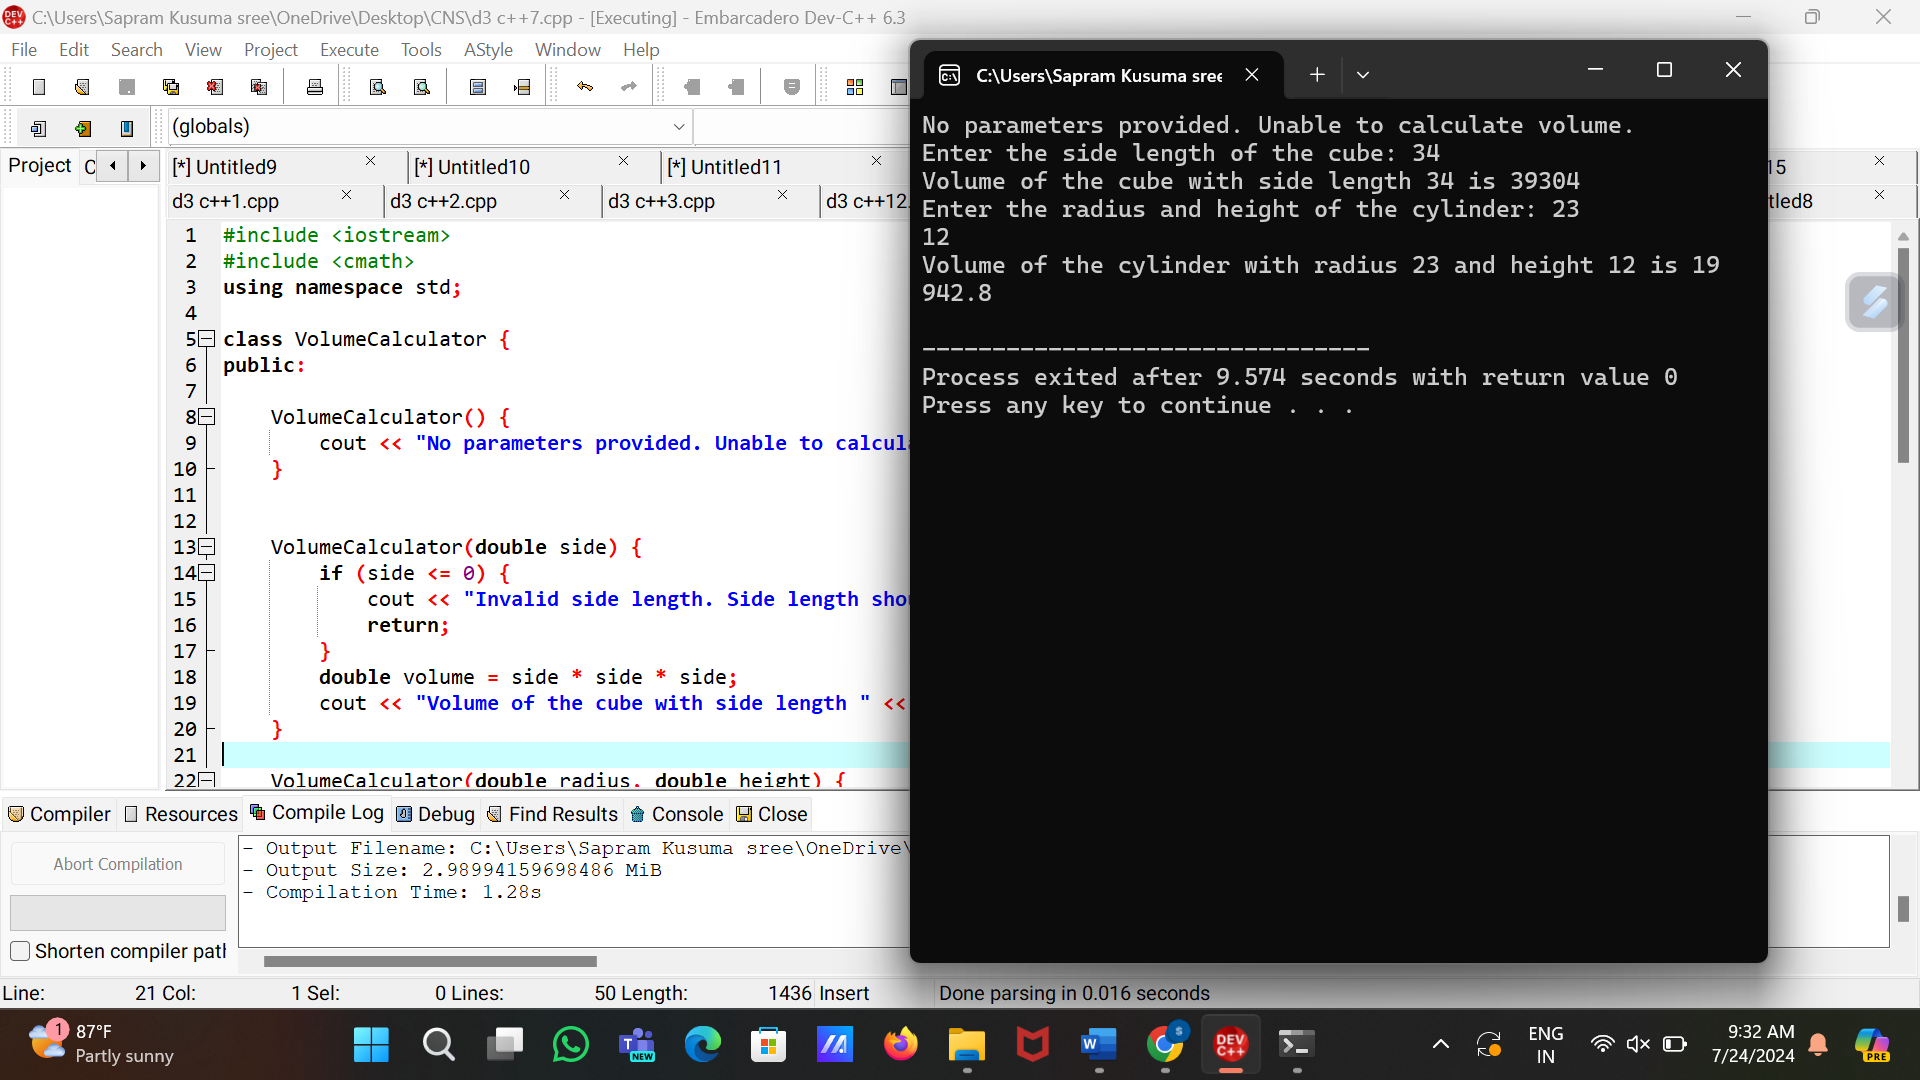 C:\Users\Sapram Kusuma sree\OneDrive\Desktop\CNS\d3 c++7.cpp - [Executing] - Embarcadero Dev-C++ 6.3
File Edit Search View Project Execute Tools AStyle Window Help
(globals)
Project
[*] Untitled9
[*] Untitled10
[*] Untitled11
15
d3 c++1.cpp
d3 c++2.cpp
d3 c++3.cpp
d3 c++12.
tled8
1 #include <iostream>
2 #include <cmath>
3 using namespace std;
4
5 class VolumeCalculator {
6 public:
7
8 VolumeCalculator() {
9 cout << "No parameters provided. Unable to calcul
10 }
11
12
13 VolumeCalculator(double side) {
14 if (side <= 0) {
15 cout << "Invalid side length. Side length sho
16 return;
17 }
18 double volume = side * side * side;
19 cout << "Volume of the cube with side length " <<
20 }
21
22 VolumeCalculator(double radius, double height) {
C:\Users\Sapram Kusuma sree
No parameters provided. Unable to calculate volume.
Enter the side length of the cube: 34
Volume of the cube with side length 34 is 39304
Enter the radius and height of the cylinder: 23
12
Volume of the cylinder with radius 23 and height 12 is 19
942.8
--------------------------------
Process exited after 9.574 seconds with return value 0
Press any key to continue . . .
Compiler Resources Compile Log Debug Find Results Console Close
Abort Compilation
Shorten compiler path
- Output Filename: C:\Users\Sapram Kusuma sree\OneDrive\
- Output Size: 2.98994159698486 MiB
- Compilation Time: 1.28s
Line: 21 Col: 1 Sel: 0 Lines: 50 Length: 1436 Insert Done parsing in 0.016 seconds
1
87°F
Partly sunny
NEW
S
DEV
C++
ENG
IN
9:32 AM
7/24/2024
PRE